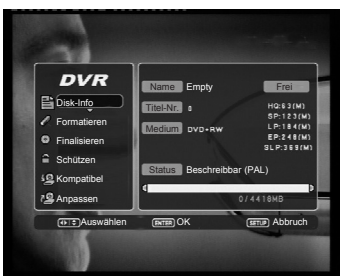 DVR
Disk-Info
Formatieren
Finalisieren
Schützen
Kompatibel
Anpassen
Name Empty Frei
Titel-Nr. 0
Medium DVD+RW
HQ:63(M)
SP:123(M)
LP:184(M)
EP:248(M)
SLP:369(M)
Status Beschreibbar (PAL)
0/4418MB
Auswählen ENTER OK SETUP Abbruch